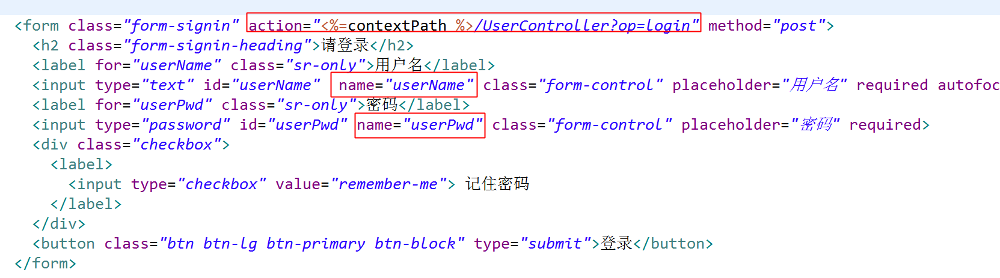 <form class="form-signin" action="<%=contextPath %>/UserController?op=login" method="post">
<h2 class="form-signin-heading">请登录</h2>
<label for="userName" class="sr-only">用户名</label>
<input type="text" id="userName" name="userName" class="form-control" placeholder="用户名" required autofoc
<label for="userPwd" class="sr-only">密码</label>
<input type="password" id="userPwd" name="userPwd" class="form-control" placeholder="密码" required>
<div class="checkbox">
<label>
<input type="checkbox" value="remember-me"> 记住密码
</label>
</div>
<button class="btn btn-lg btn-primary btn-block" type="submit">登录</button>
</form>